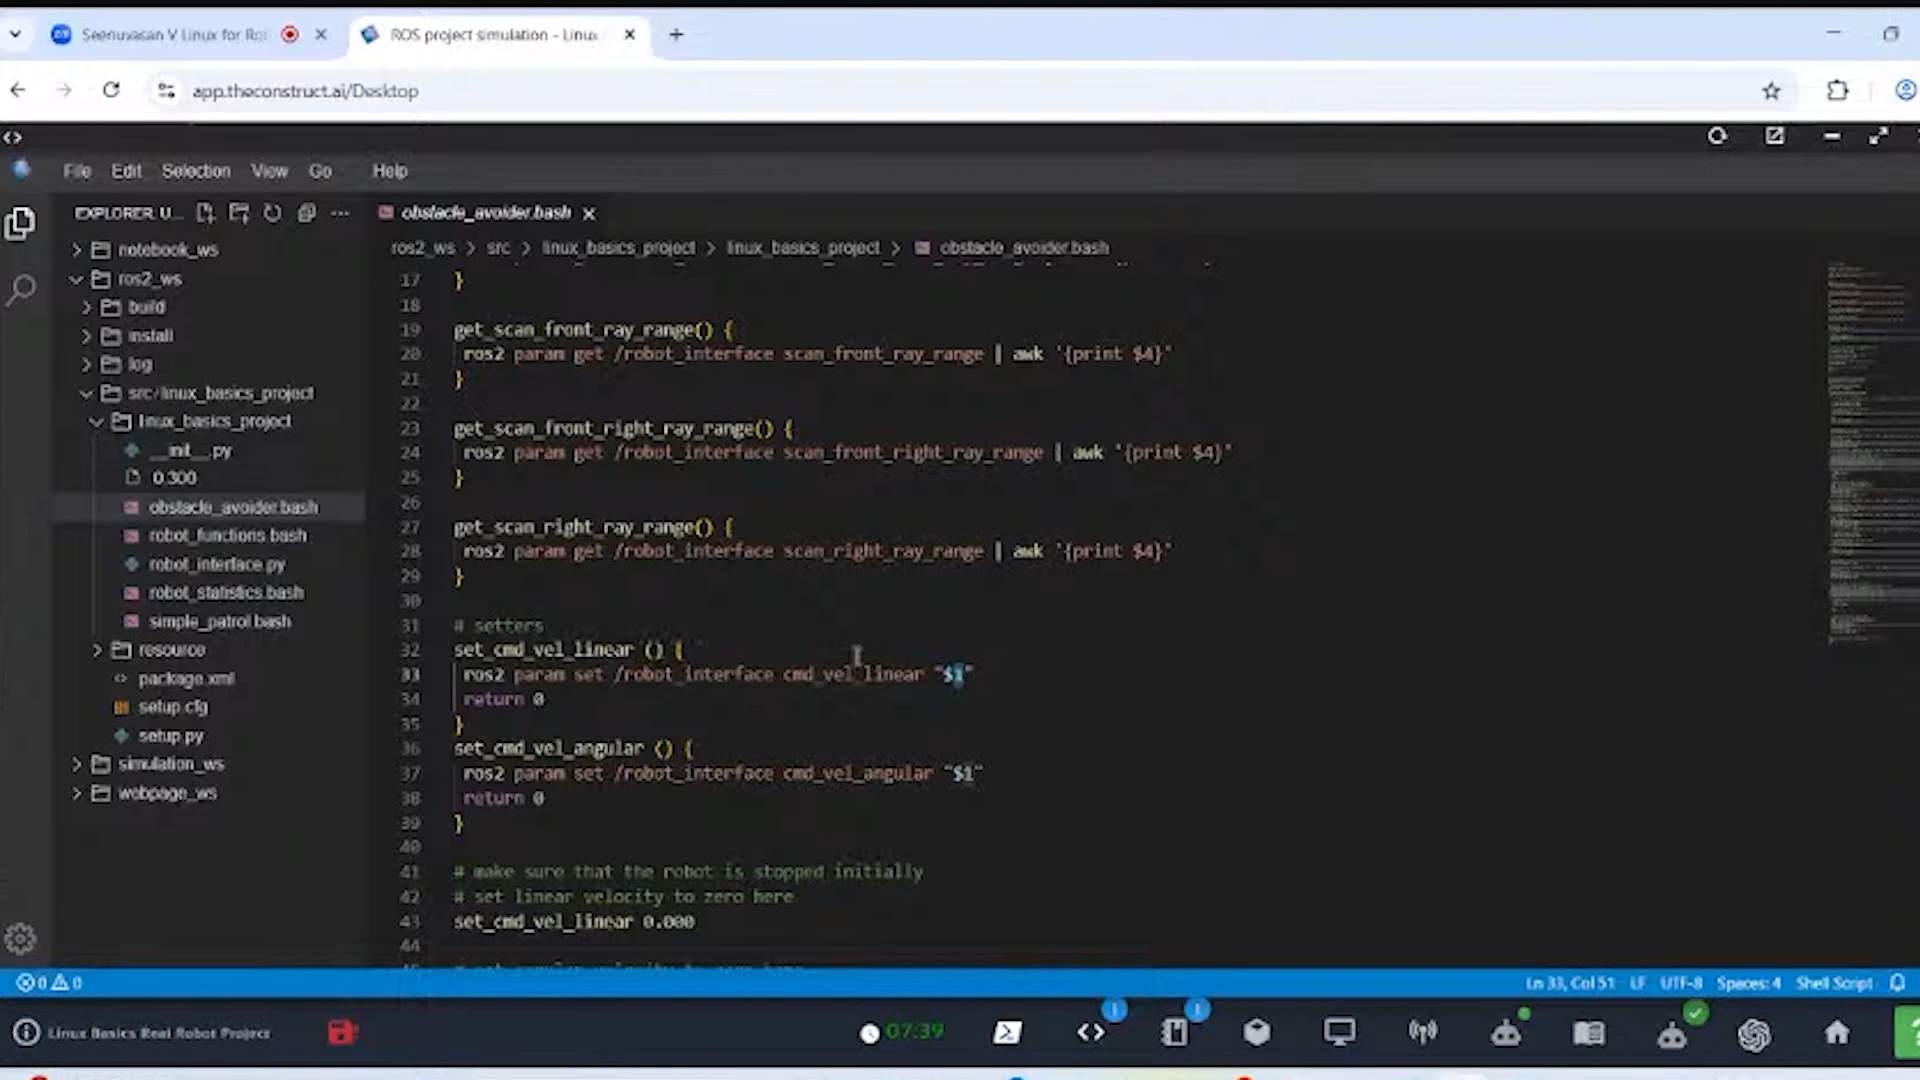 Seenuvasan V Linux for Ro
ROS project simulation - Linux
app.theconstruct.ai/Desktop
File Edit Selection View Go Help
EXPLORER: U...
obstacle_avoider.bash
ros2_ws > src > linux_basics_project > linux_basics_project > obstacle_avoider.bash
notebook_ws
ros2_ws
build
install
log
src/linux_basics_project
linux_basics_project
__init__.py
0.300
obstacle_avoider.bash
robot_functions.bash
robot_interface.py
robot_statistics.bash
simple_patrol.bash
resource
package.xml
setup.cfg
setup.py
simulation_ws
webpage_ws
17 }
18
19 get_scan_front_ray_range() {
20 ros2 param get /robot_interface scan_front_ray_range | awk '{print $4}'
21 }
22
23 get_scan_front_right_ray_range() {
24 ros2 param get /robot_interface scan_front_right_ray_range | awk '{print $4}'
25 }
26
27 get_scan_right_ray_range() {
28 ros2 param get /robot_interface scan_right_ray_range | awk '{print $4}'
29 }
30
31 # setters
32 set_cmd_vel_linear () {
33 ros2 param set /robot_interface cmd_vel_linear "$1"
34 return 0
35 }
36 set_cmd_vel_angular () {
37 ros2 param set /robot_interface cmd_vel_angular "$1"
38 return 0
39 }
40
41 # make sure that the robot is stopped initially
42 # set linear velocity to zero here
43 set_cmd_vel_linear 0.000
44
0 0
Ln 33, Col 51 LF UTF-8 Spaces: 4 Shell Script
Linux Basics Real Robot Project
07:39
1
1